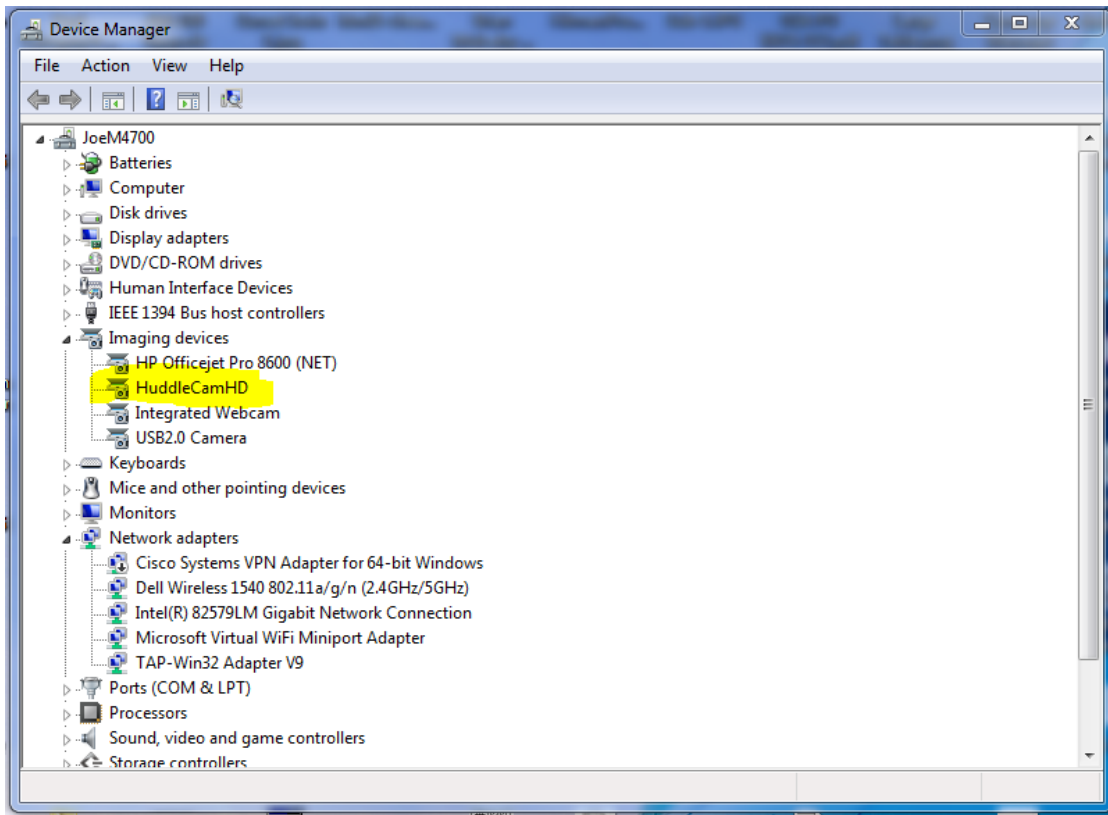 Device Manager
File Action View Help
JoeM4700
Batteries
Computer
Disk drives
Display adapters
DVD/CD-ROM drives
Human Interface Devices
IEEE 1394 Bus host controllers
Imaging devices
HP Officejet Pro 8600 (NET)
HuddleCamHD
Integrated Webcam
USB2.0 Camera
Keyboards
Mice and other pointing devices
Monitors
Network adapters
Cisco Systems VPN Adapter for 64-bit Windows
Dell Wireless 1540 802.11a/g/n (2.4GHz/5GHz)
Intel(R) 82579LM Gigabit Network Connection
Microsoft Virtual WiFi Miniport Adapter
TAP-Win32 Adapter V9
Ports (COM & LPT)
Processors
Sound, video and game controllers
Storage controllers